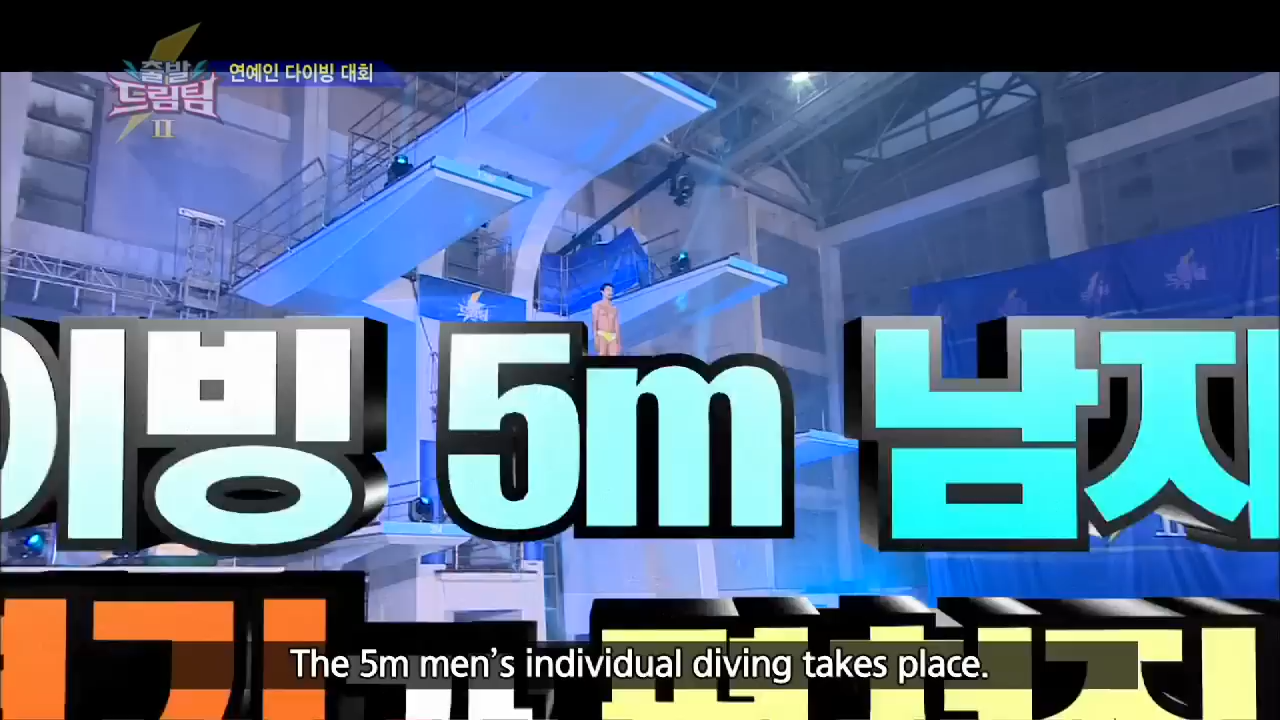 출발
드림팀
II
연예인 다이빙 대회
이빙 5m 남자
The 5m men's individual diving takes place.